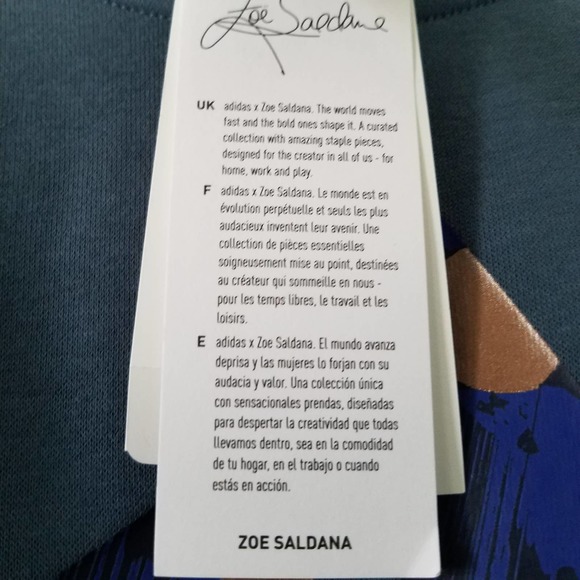 Zoe Saldana
UK adidas x Zoe Saldana. The world moves
fast and the bold ones shape it. A curated
collection with amazing staple pieces,
designed for the creator in all of us - for
home, work and play.
F adidas x Zoe Saldana. Le monde est en
évolution perpétuelle et seuls les plus
audacieux inventent leur avenir. Une
collection de pièces essentielles
soigneusement mise au point, destinées
au créateur qui sommeille en nous -
pour les temps libres, le travail et les
loisirs.
E adidas x Zoe Saldana. El mundo avanza
deprisa y las mujeres lo forjan con su
audacia y valor. Una colección única
con sensacionales prendas, diseñadas
para despertar la creatividad que todas
llevamos dentro, sea en la comodidad
de tu hogar, en el trabajo o cuando
estás en acción.
ZOE SALDANA